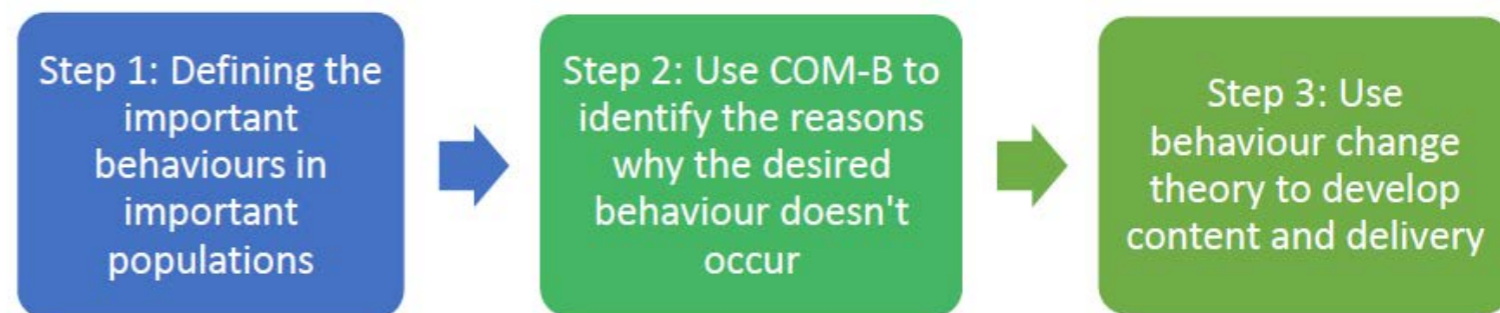 Step 1: Defining the
important
behaviours in
important
populations
Step 2: Use COM-B to
identify the reasons
why the desired
behaviour doesn't
occur
Step 3: Use
behaviour change
theory to develop
content and delivery